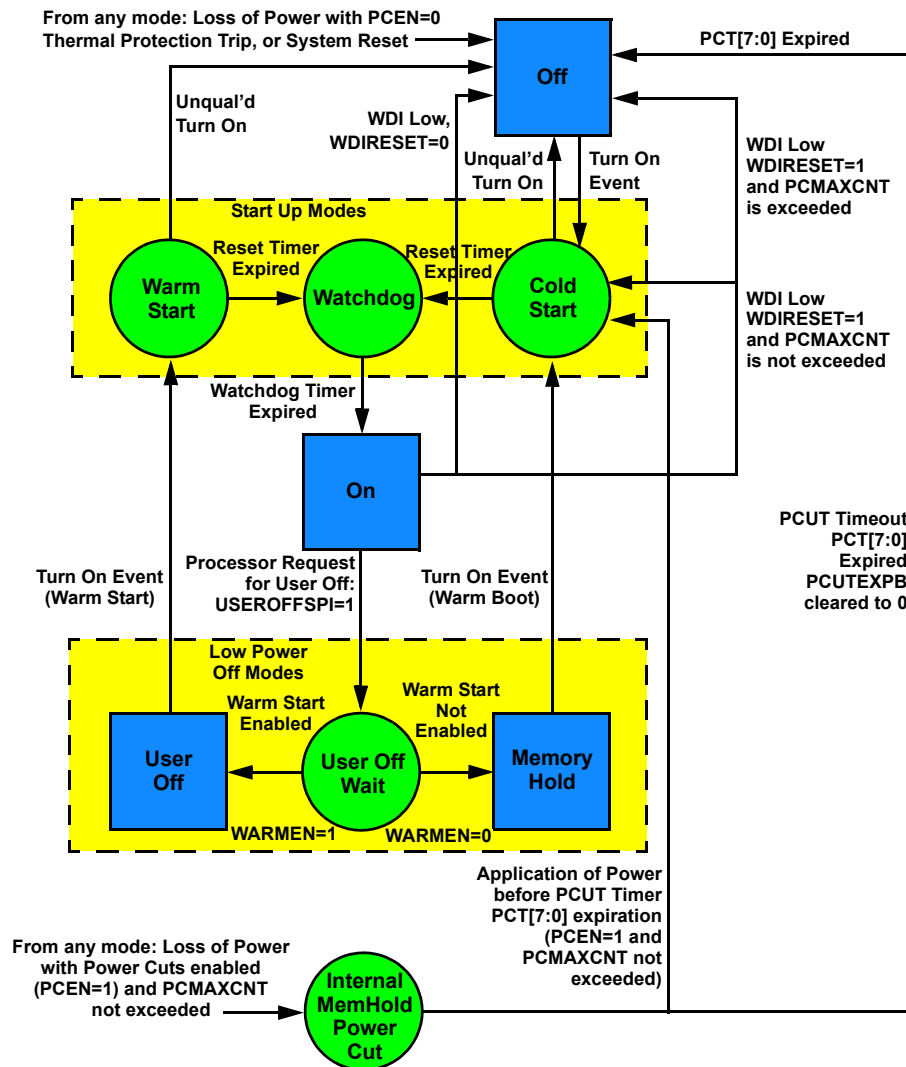 From any mode: Loss of Power with PCEN=0
Thermal Protection Trip, or System Reset
Off
PCT[7:0] Expired
Unqual’d
Turn On
WDI Low,
WDIRESET=0
Unqual’d
Turn On
Turn On
Event
WDI Low
WDIRESET=1
and PCMAXCNT
is exceeded
Start Up Modes
Warm
Start
Reset Timer
Expired
Watchdog
Reset Timer
Expired
Cold
Start
WDI Low
WDIRESET=1
and PCMAXCNT
is not exceeded
Watchdog Timer
Expired
On
Turn On Event
(Warm Start)
Processor Request
for User Off:
USEROFFSPI=1
Turn On Event
(Warm Boot)
PCUT Timeout
PCT[7:0]
Expired
PCUTEXPB
cleared to 0
Low Power
Off Modes
Warm Start
Enabled
Warm Start
Not
Enabled
User
Off
User Off
Wait
Memory
Hold
WARMEN=1
WARMEN=0
Application of Power
before PCUT Timer
PCT[7:0] expiration
(PCEN=1 and
PCMAXCNT not
exceeded)
From any mode: Loss of Power
with Power Cuts enabled
(PCEN=1) and PCMAXCNT
not exceeded
Internal
MemHold
Power
Cut